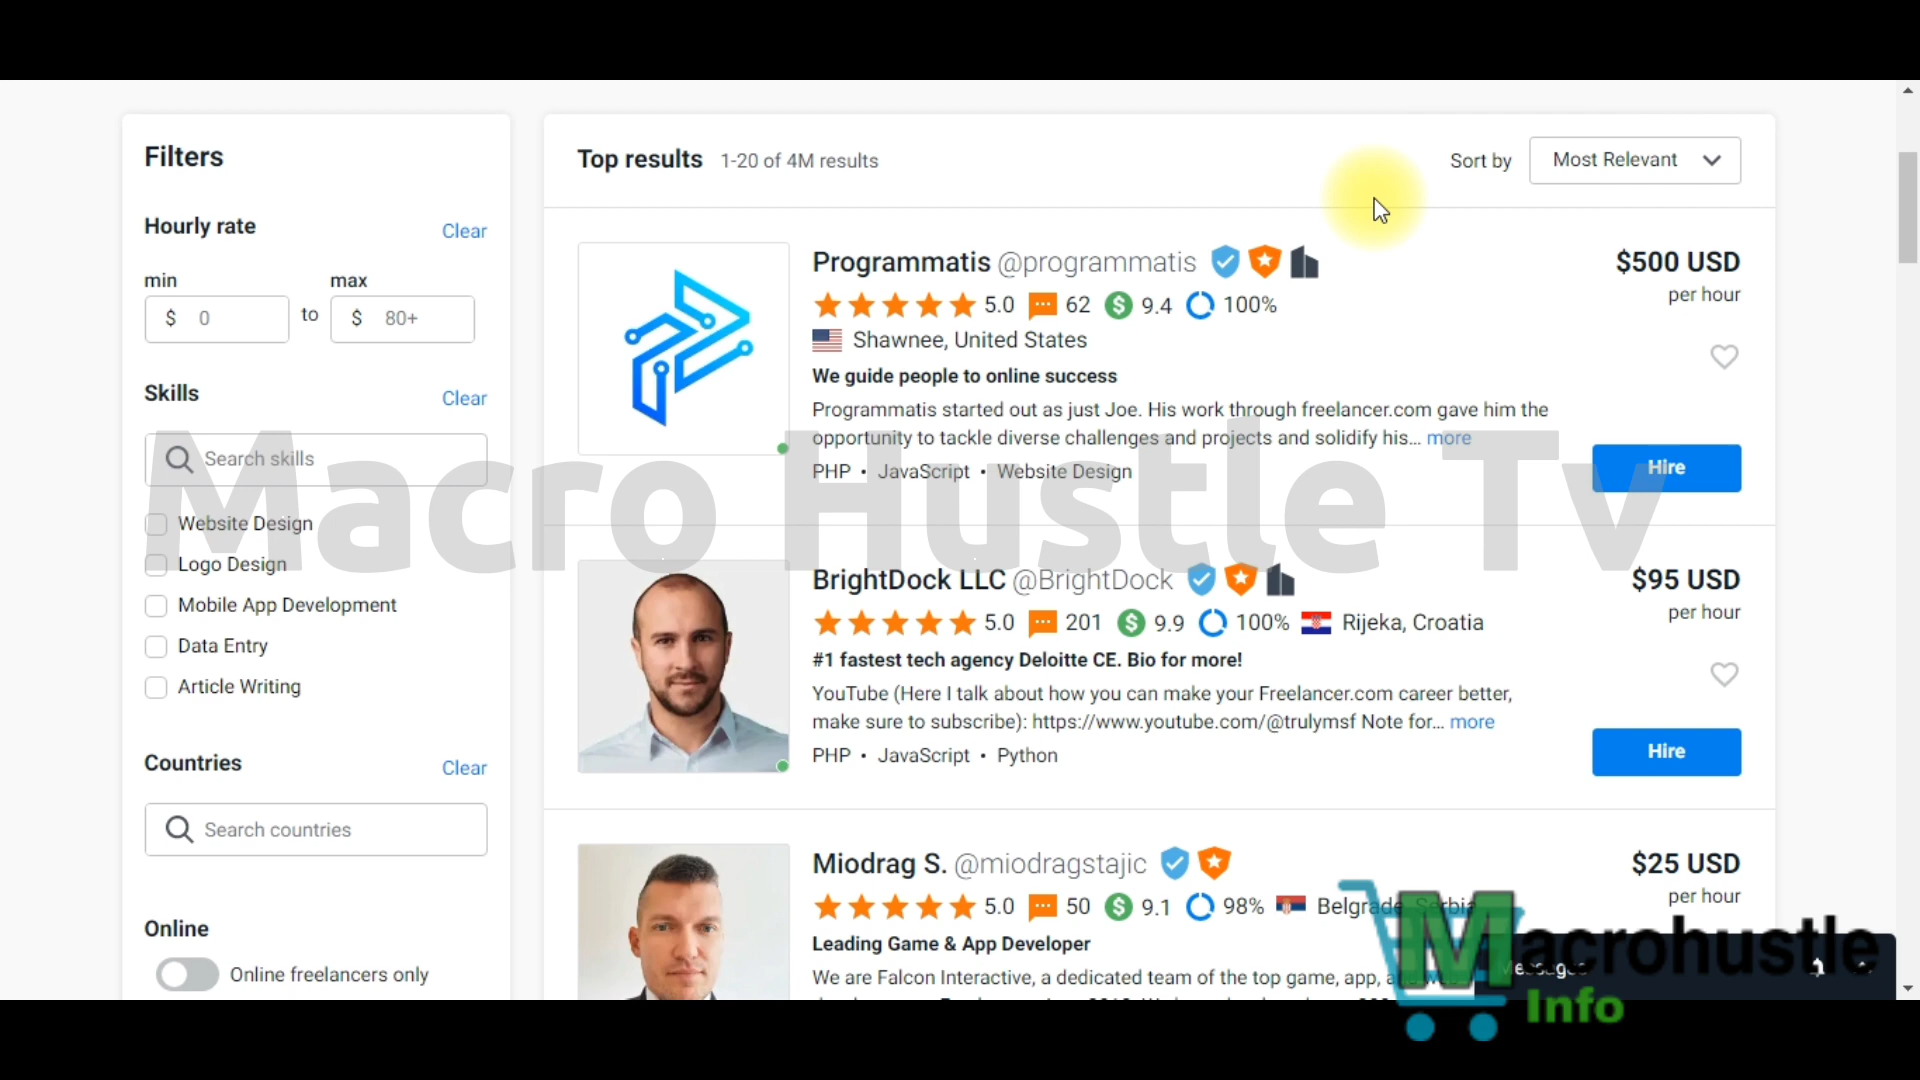 Filters
Hourly rate
Clear
min
max
$ 0
to
$ 80+
Skills
Clear
Search skills
Website Design
Logo Design
Mobile App Development
Data Entry
Article Writing
Countries
Clear
Search countries
Online
Online freelancers only
Top results 1-20 of 4M results
Sort by Most Relevant
Programmatis @programmatis
$500 USD
per hour
5.0 62 $ 9.4 100%
Shawnee, United States
We guide people to online success
Programmatis started out as just Joe. His work through freelancer.com gave him the
opportunity to tackle diverse challenges and projects and solidify his... more
PHP • JavaScript • Website Design
Hire
Macro Hustle Tv
BrightDock LLC @BrightDock
$95 USD
per hour
5.0 201 $ 9.9 100% Rijeka, Croatia
#1 fastest tech agency Deloitte CE. Bio for more!
YouTube (Here I talk about how you can make your Freelancer.com career better,
make sure to subscribe): https://www.youtube.com/@trulymsf Note for... more
PHP • JavaScript • Python
Hire
Miodrag S. @miodragstajic
$25 USD
per hour
5.0 50 $ 9.1 98% Belgrade, Serbia
Leading Game & App Developer
We are Falcon Interactive, a dedicated team of the top game, app,
Messages
Macrohustle
Info